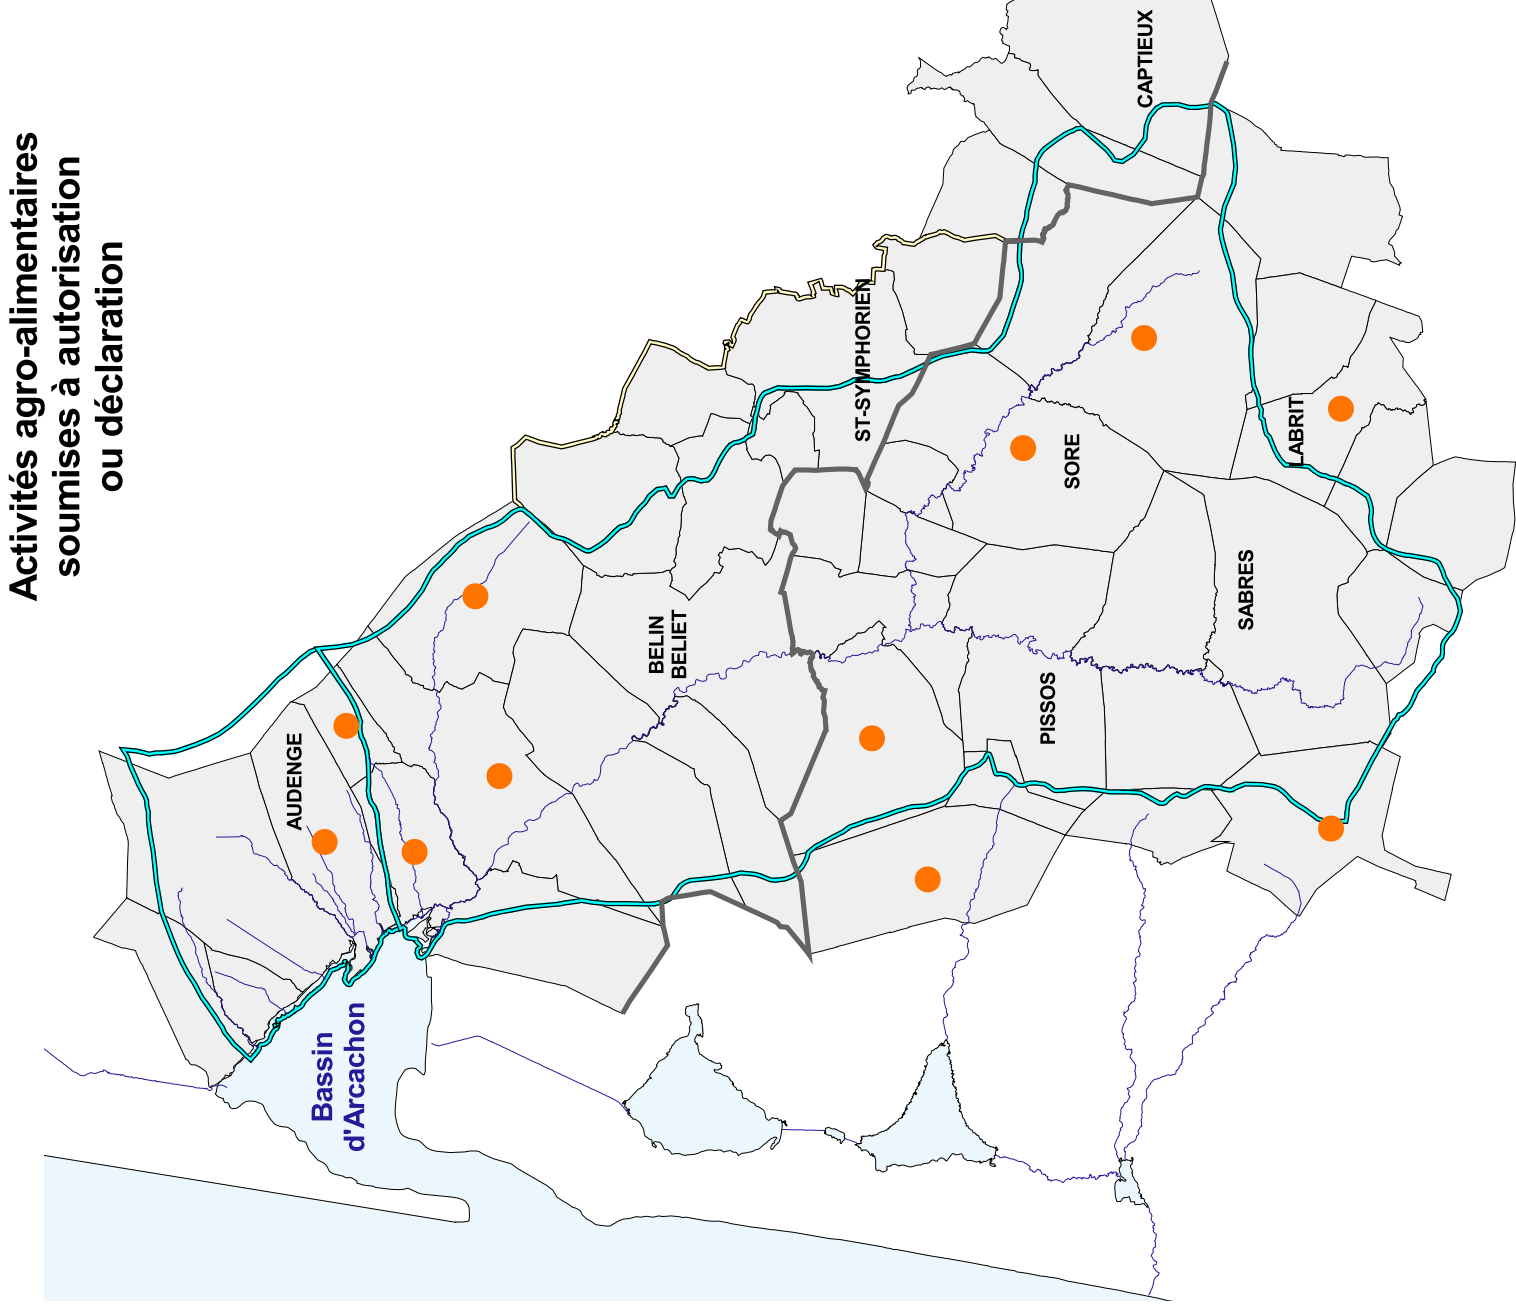 Activités agro-alimentaires
soumises à autorisation
ou déclaration
AUDENGE
Bassin
d'Arcachon
BELIN
BELIET
ST-SYMPHORIEN
PISSOS
SORE
CAPTIEUX
SABRES
LABRIT